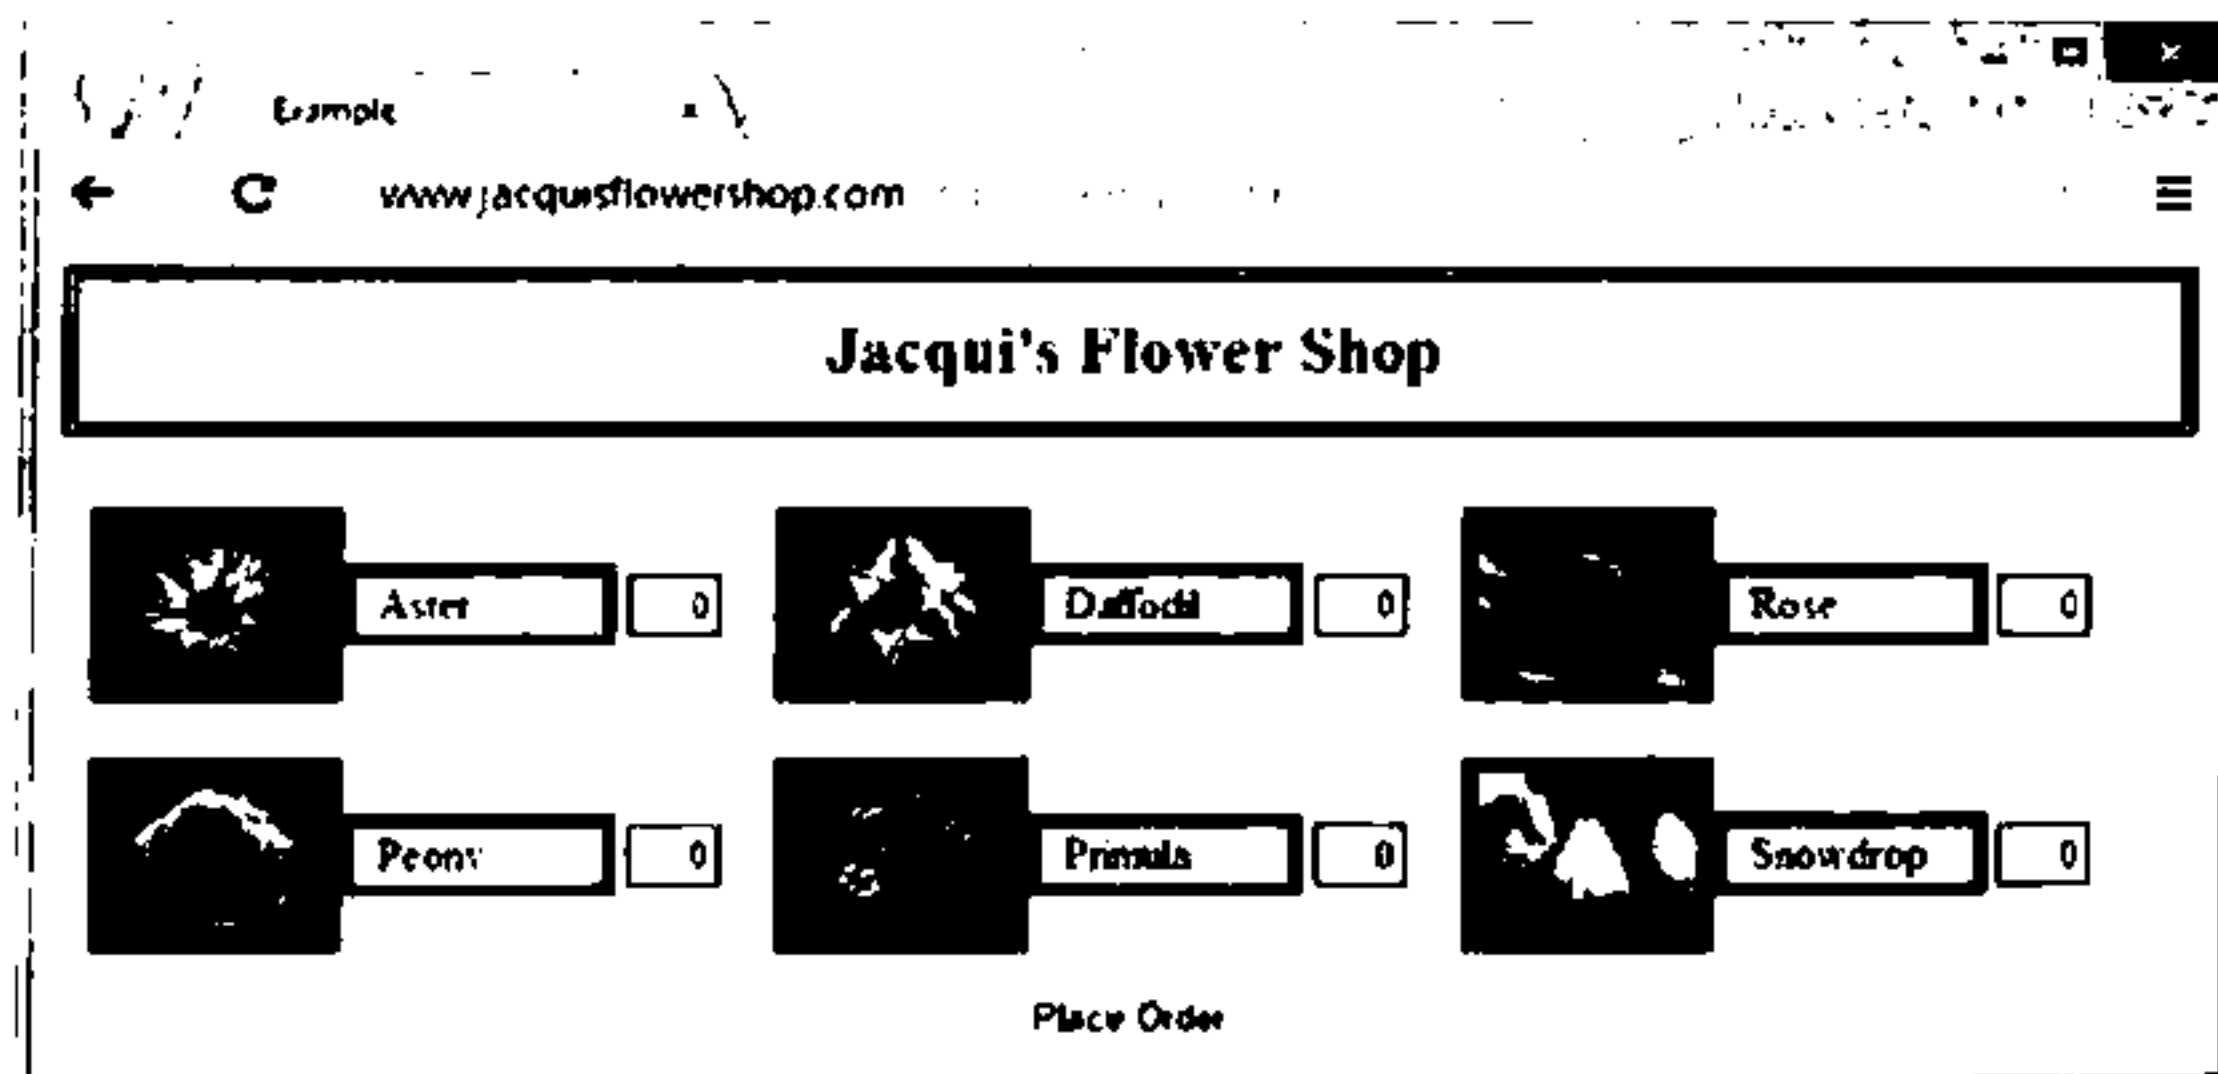 Example
www.jacquisflowershop.com
Jacqui's Flower Shop
Aster 0 Daffodil 0 Rose 0
Peony 0 Primula 0 Snowdrop 0
Place Order